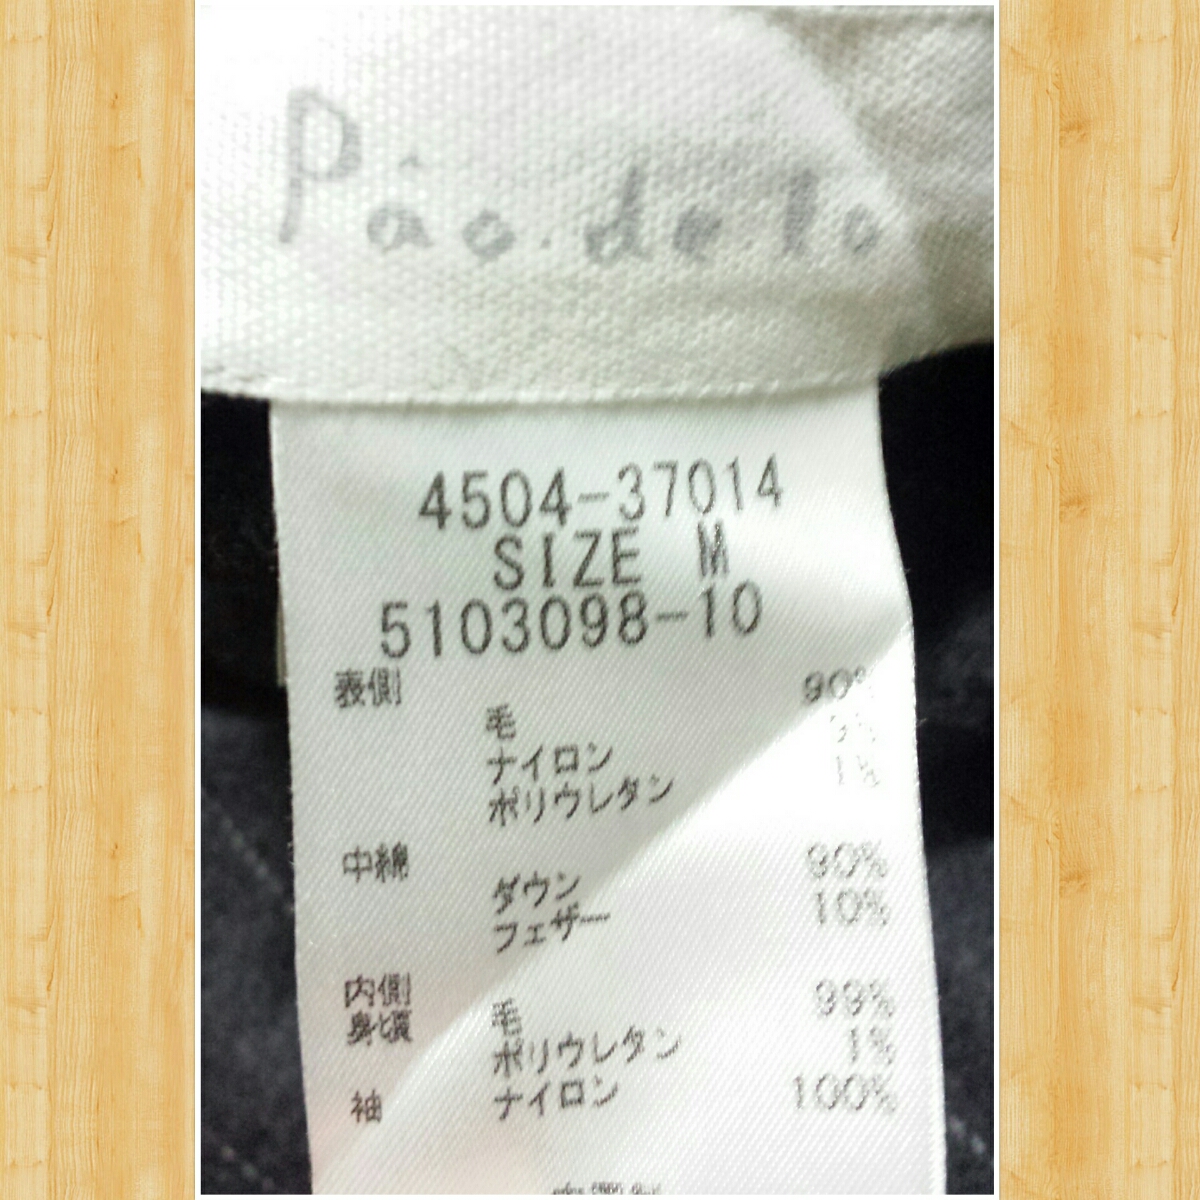 Pão de lo
4504-37014
SIZE M
5103098-10
表側 90%
毛 9%
ナイロン 1%
ポリウレタン
中綿 90%
ダウン 10%
フェザー
内側 99%
身頃 毛 1%
ポリウレタン
袖 ナイロン 100%